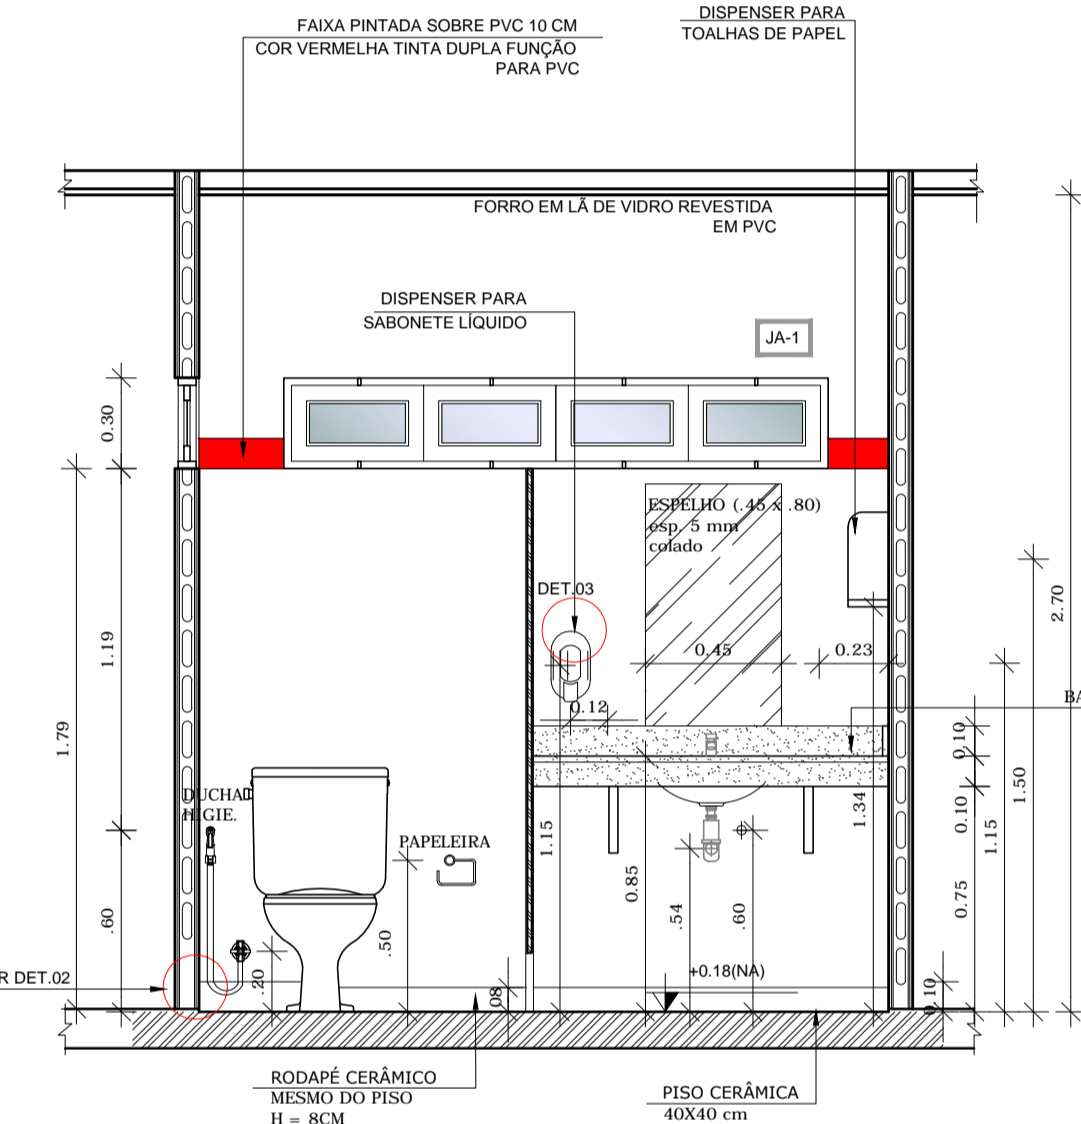 FAIXA PINTADA SOBRE PVC 10 CM
COR VERMELHA TINTA DUPLA FUNÇÃO
PARA PVC
DISPENSER PARA
TOALHAS DE PAPEL
FORRO EM LÃ DE VIDRO REVESTIDA
EM PVC
DISPENSER PARA
SABONETE LÍQUIDO
JA-1
0.30
ESPELHO (.45 x .80)
esp. 5 mm
colado
DET.03
2.70
1.19
0.45
0.23
BA
0.12
1.79
0.10
1.50
DUCHA
HIGIE.
PAPELEIRA
1.15
1.34
0.10
1.15
0.85
.60
.54
.60
0.75
.50
R DET.02
.20
.08
+0.18(NA)
0.10
RODAPÉ CERÂMICO
MESMO DO PISO
H = 8CM
PISO CERÂMICA
40X40 cm